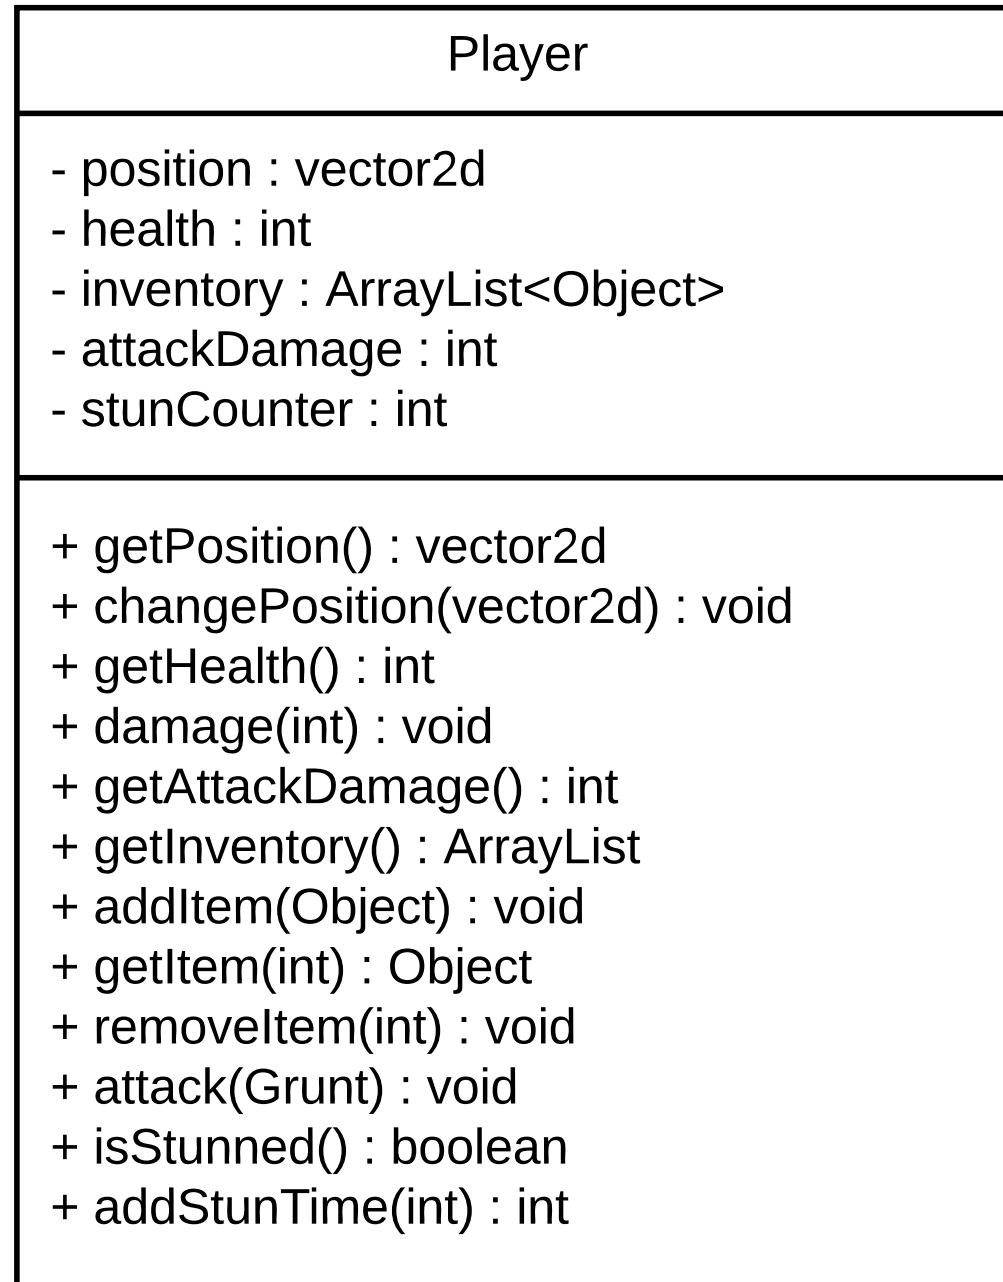 Player
- position : vector2d
- health : int
- inventory : ArrayList<Object>
- attackDamage : int
- stunCounter : int
+ getPosition() : vector2d
+ changePosition(vector2d) : void
+ getHealth() : int
+ damage(int) : void
+ getAttackDamage() : int
+ getInventory() : ArrayList
+ addItem(Object) : void
+ getItem(int) : Object
+ removeItem(int) : void
+ attack(Grunt) : void
+ isStunned() : boolean
+ addStunTime(int) : int